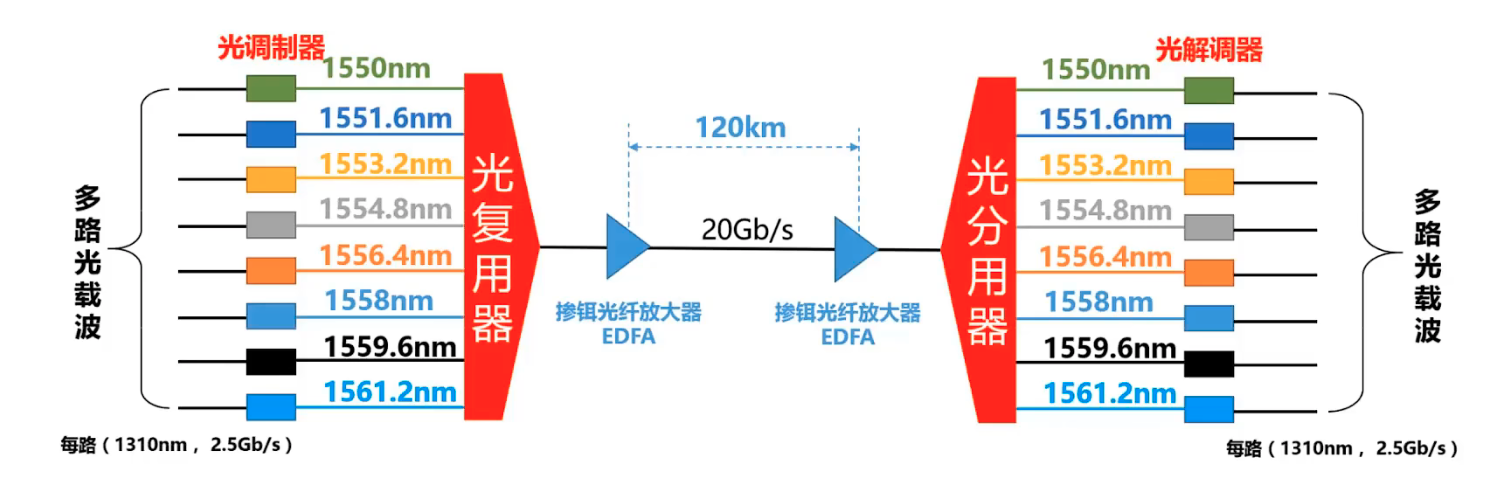 光调制器
1550nm
1551.6nm
1553.2nm
1554.8nm
1556.4nm
1558nm
1559.6nm
1561.2nm
多路光载波
每路（1310nm ，2.5Gb/s）
光复用器
120km
20Gb/s
掺铒光纤放大器
EDFA
掺铒光纤放大器
EDFA
光分用器
光解调器
1550nm
1551.6nm
1553.2nm
1554.8nm
1556.4nm
1558nm
1559.6nm
1561.2nm
多路光载波
每路（1310nm ，2.5Gb/s）